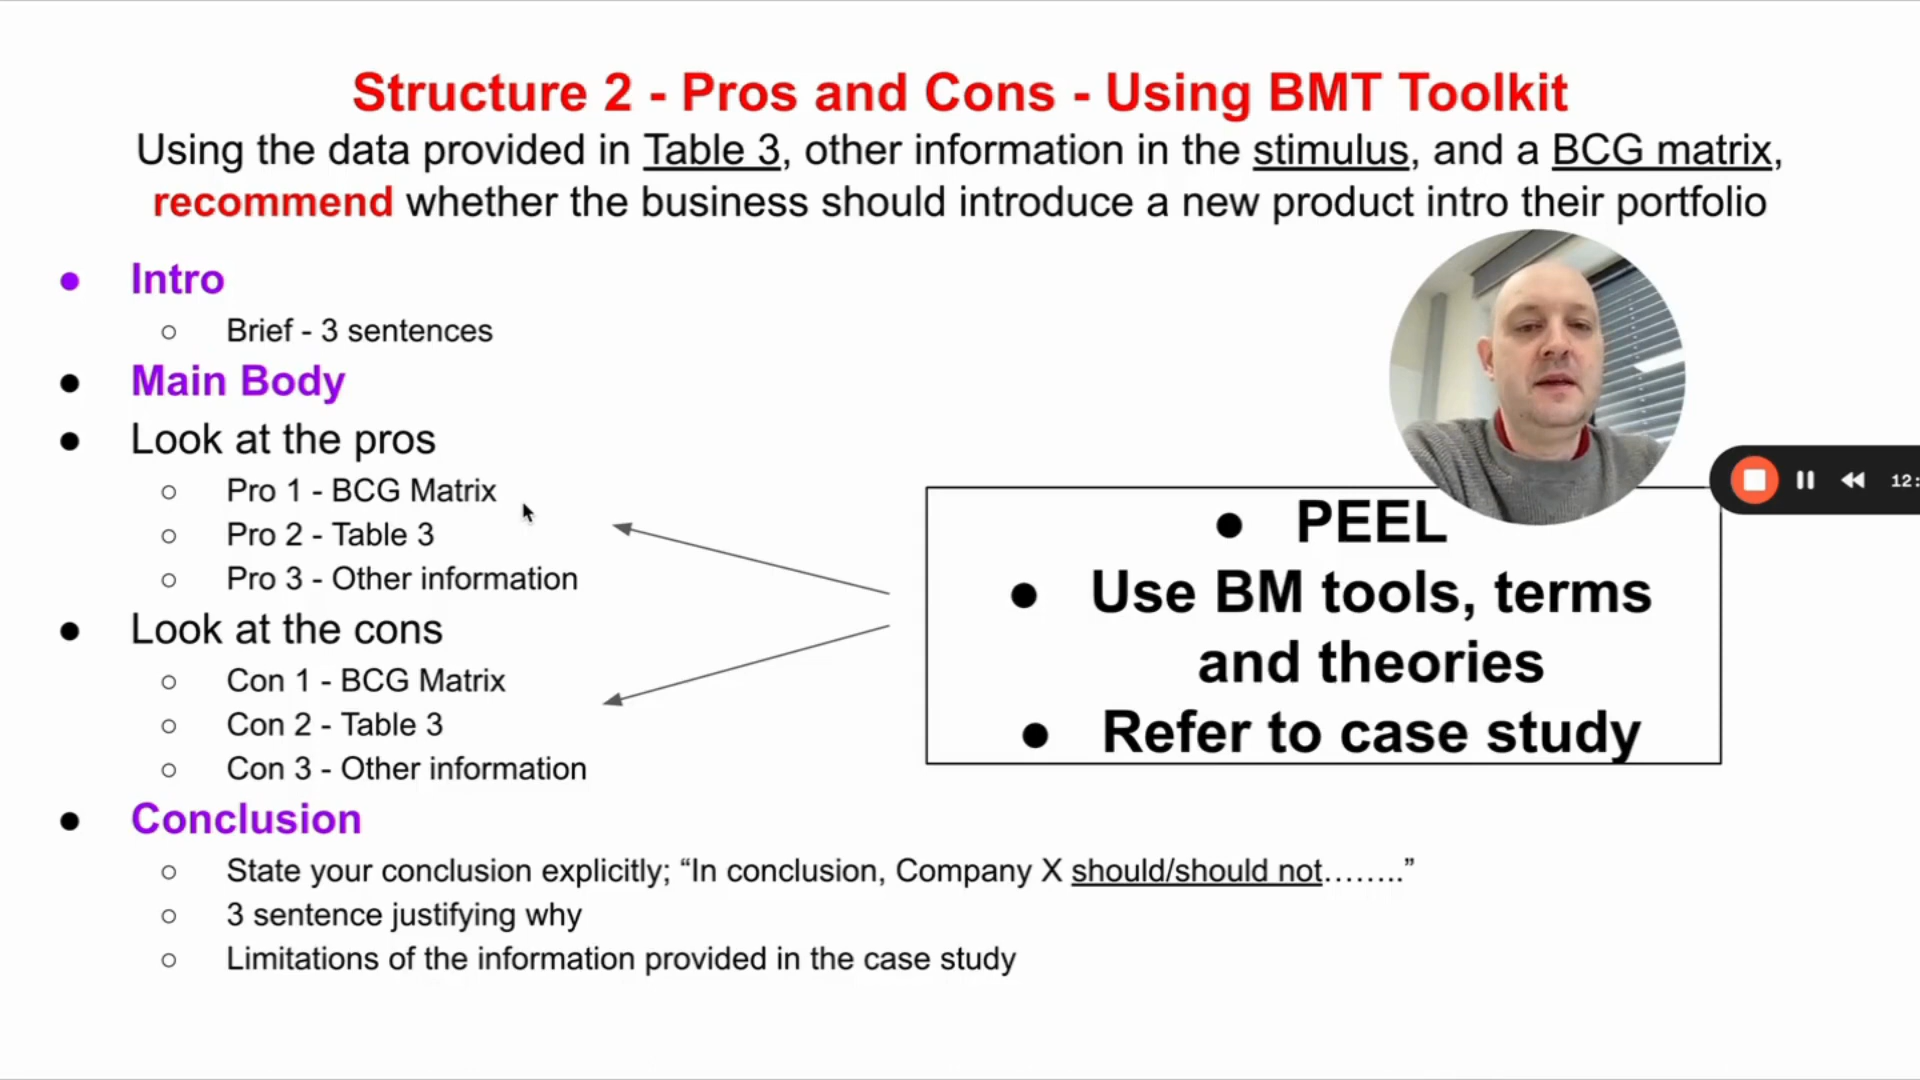 Structure 2 - Pros and Cons - Using BMT Toolkit
Using the data provided in Table 3, other information in the stimulus, and a BCG matrix,
recommend whether the business should introduce a new product intro their portfolio
● Intro
○ Brief - 3 sentences
● Main Body
● Look at the pros
○ Pro 1 - BCG Matrix
○ Pro 2 - Table 3
○ Pro 3 - Other information
● Look at the cons
○ Con 1 - BCG Matrix
○ Con 2 - Table 3
○ Con 3 - Other information
● Conclusion
○ State your conclusion explicitly; “In conclusion, Company X should/should not……..”
○ 3 sentence justifying why
○ Limitations of the information provided in the case study
● PEEL
● Use BM tools, terms
and theories
● Refer to case study
12: